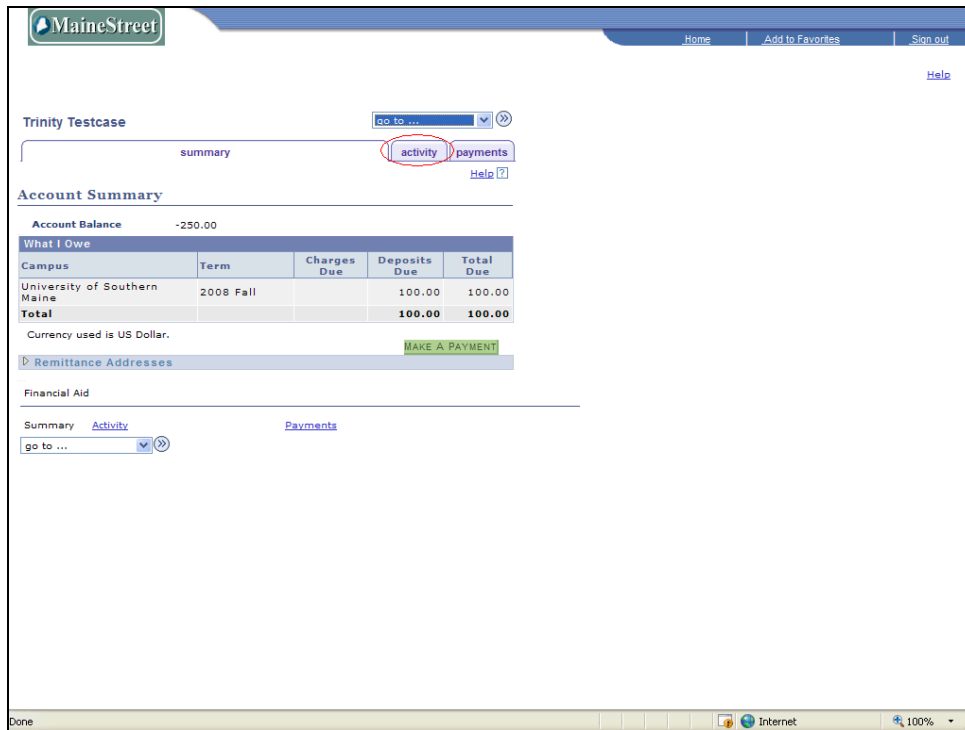 MaineStreet
Home Add to Favorites Sign out
Help
Trinity Testcase go to ...
summary activity payments
Help ?
Account Summary
Account Balance -250.00
What I Owe
Campus Term Charges Due Deposits Due Total Due
University of Southern Maine 2008 Fall 100.00 100.00
Total 100.00 100.00
Currency used is US Dollar.
MAKE A PAYMENT
Remittance Addresses
Financial Aid
Summary Activity Payments
go to ...
Done Internet 100%